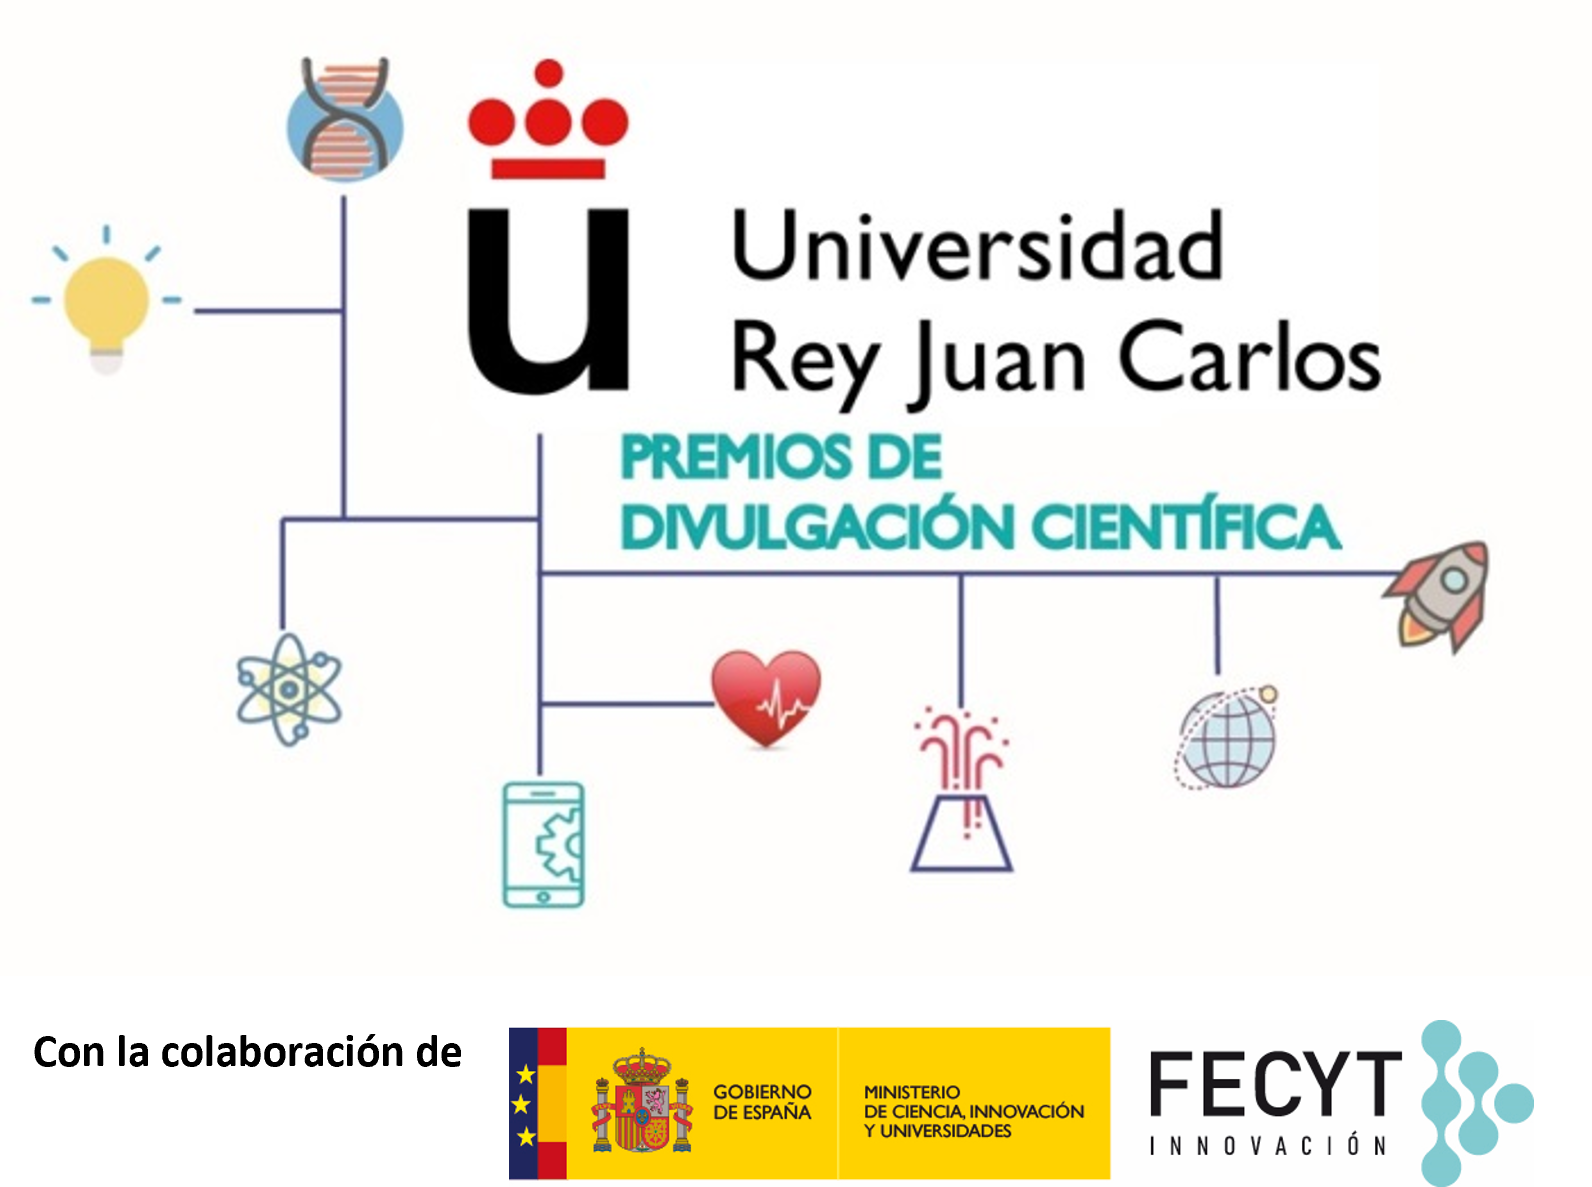 u
Universidad
Rey Juan Carlos
PREMIOS DE
DIVULGACIÓN CIENTÍFICA
Con la colaboración de
GOBIERNO
DE ESPAÑA
MINISTERIO
DE CIENCIA, INNOVACIÓN
Y UNIVERSIDADES
FECYT
INNOVACIÓN